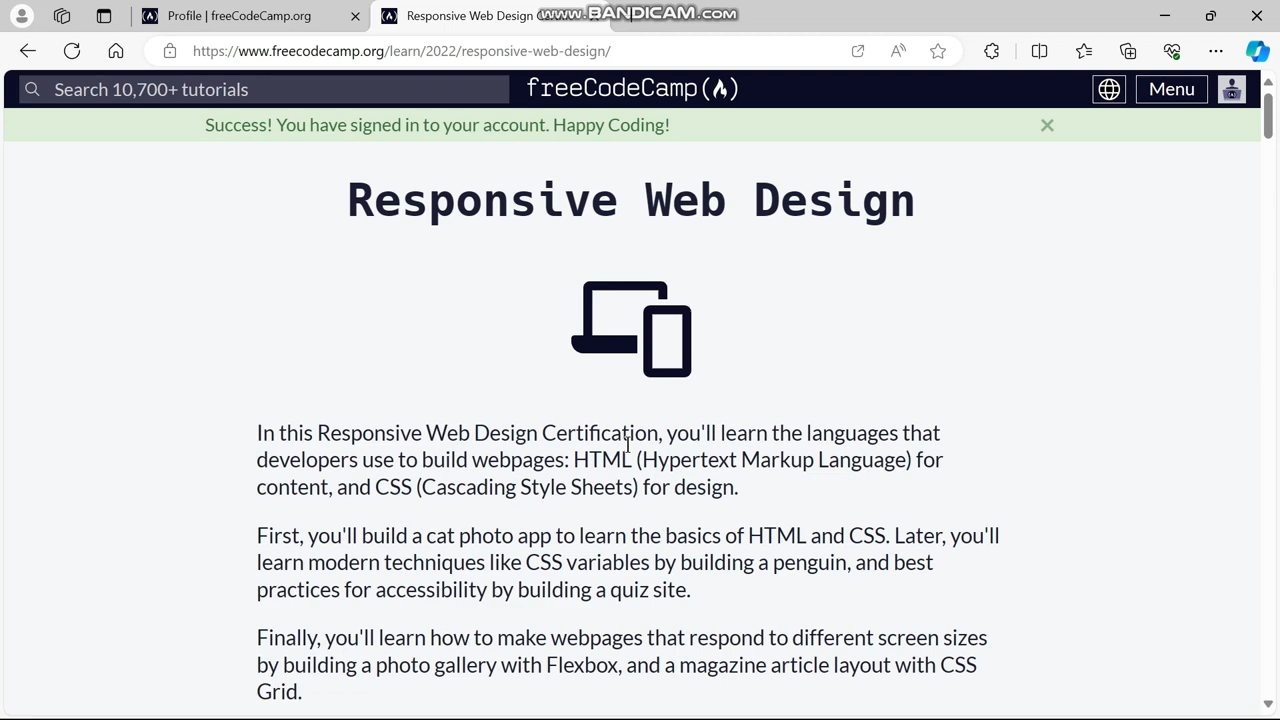 Profile | freeCodeCamp.org
Responsive Web Design
www.BANDICAM.com
https://www.freecodecamp.org/learn/2022/responsive-web-design/
Search 10,700+ tutorials
freeCodeCamp
Menu
Success! You have signed in to your account. Happy Coding!
Responsive Web Design
In this Responsive Web Design Certification, you'll learn the languages that
developers use to build webpages: HTML (Hypertext Markup Language) for
content, and CSS (Cascading Style Sheets) for design.
First, you'll build a cat photo app to learn the basics of HTML and CSS. Later, you'll
learn modern techniques like CSS variables by building a penguin, and best
practices for accessibility by building a quiz site.
Finally, you'll learn how to make webpages that respond to different screen sizes
by building a photo gallery with Flexbox, and a magazine article layout with CSS
Grid.